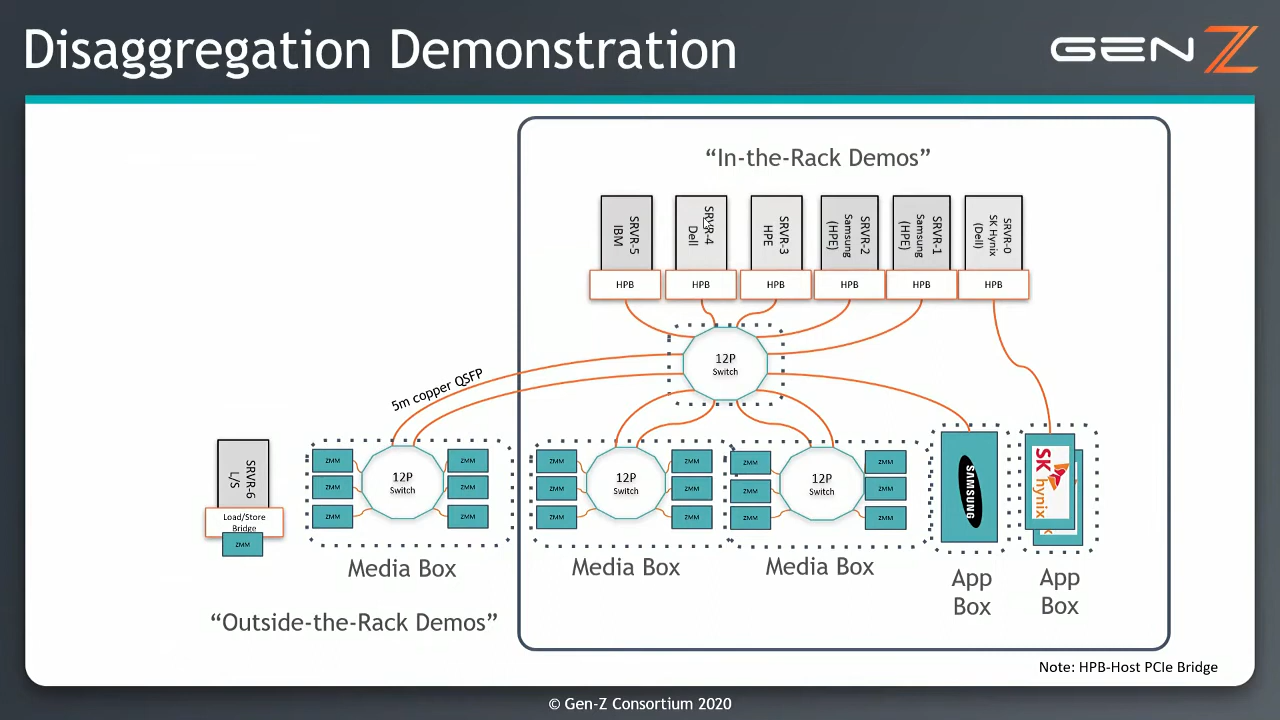 Disaggregation Demonstration
GEN Z
“In-the-Rack Demos”
SRVR-5
IBM
SRVR-4
Dell
SRVR-3
HPE
SRVR-2
Samsung
(HPE)
SRVR-1
Samsung
(HPE)
SRVR-0
SK Hynix
(Dell)
HPB
HPB
HPB
HPB
HPB
HPB
12P
Switch
5m copper QSFP
SRVR-6
L/S
Load/Store
Bridge
ZMM
ZMM
ZMM
ZMM
12P
Switch
ZMM
ZMM
ZMM
Media Box
ZMM
ZMM
ZMM
12P
Switch
ZMM
ZMM
ZMM
Media Box
ZMM
ZMM
ZMM
12P
Switch
ZMM
ZMM
ZMM
Media Box
SAMSUNG
App
Box
SK
hynix
App
Box
“Outside-the-Rack Demos”
Note: HPB-Host PCIe Bridge
© Gen-Z Consortium 2020